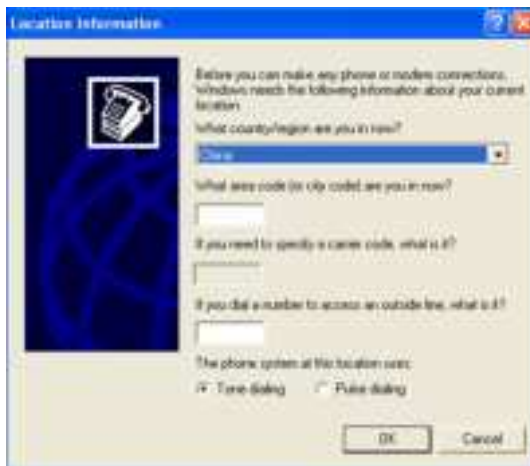 Location Information
Before you can make any phone or modem connections,
Windows needs the following information about your current
location.
What country/region are you in now?
China
What area code (or city code) are you in now?
If you need to specify a carrier code, what is it?
If you dial a number to access an outside line, what is it?
The phone system at this location uses:
Tone dialing Pulse dialing
OK Cancel